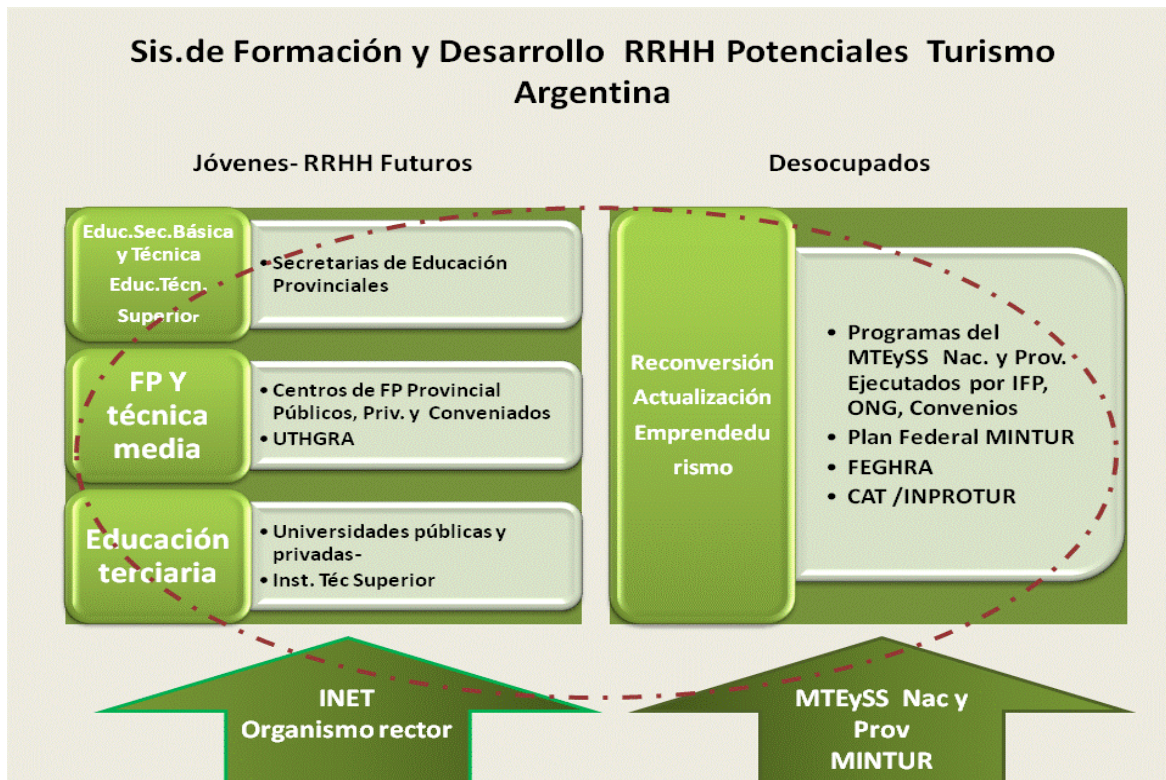 Sis.de Formación y Desarrollo RRHH Potenciales Turismo
Argentina
Jóvenes- RRHH Futuros
Educ.Sec.Básica
y Técnica
Educ.Técn.
Superior
• Secretarias de Educación
Provinciales
FP Y
técnica
media
• Centros de FP Provincial
Públicos, Priv. y Conveniados
• UTHGRA
Educación
terciaria
• Universidades públicas y
privadas-
• Inst. Téc Superior
INET
Organismo rector
Desocupados
Reconversión
Actualización
Emprendedu
rismo
• Programas del
MTEySS Nac. y Prov.
Ejecutados por IFP,
ONG, Convenios
• Plan Federal MINTUR
• FEGHRA
• CAT /INPROTUR
MTEySS Nac y
Prov
MINTUR